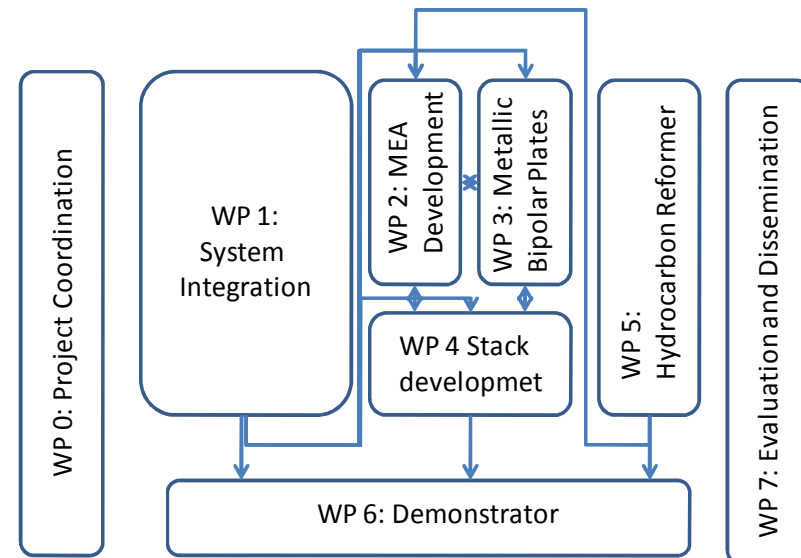 WP 0: Project Coordination
WP 1:
System
Integration
WP 2: MEA
Development
WP 3: Metallic
Bipolar Plates
WP 4 Stack
developmet
WP 5:
Hydrocarbon Reformer
WP 6: Demonstrator
WP 7: Evaluation and Dissemination